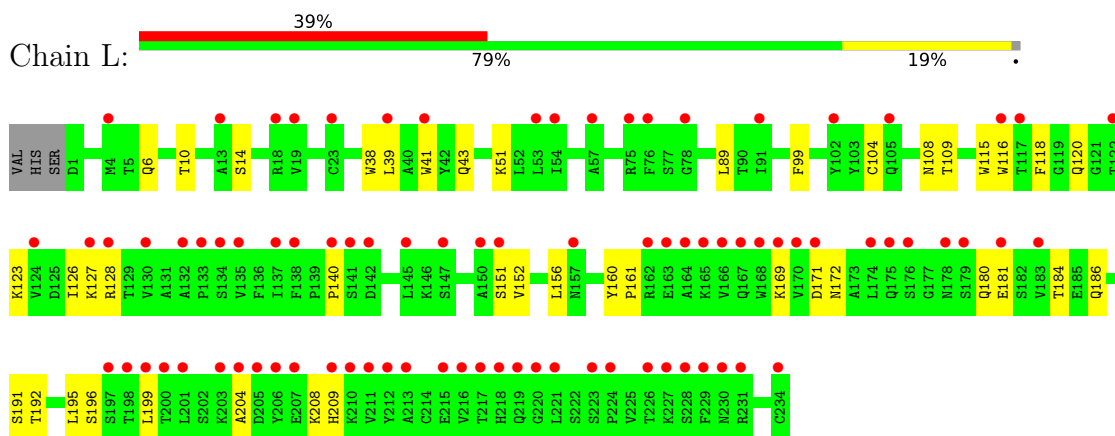 39%
Chain L:
79% 19% •
VAL HIS SER D1 M4 T5 Q6 T10 A13 S14 R18 V19 C23 W38 L39 A40 W41 Y42 Q43 K51 L52 L53 I54 A57 R75 F76 S77 G78 L89 T90 I91 F99 Y102 Y103 C104 Q105 N108 T109 W115 W116 T117 F118 G119 Q120 G121 T122
K123 V124 D125 I126 K127 R128 T129 V130 A131 A132 P133 S134 V135 F136 I137 F138 P139 P140 S141 D142 L145 K146 S147 A150 S151 V152 L156 N157 Y160 P161 R162 E163 A164 K165 V166 Q167 W168 K169 V170 D171 N172 A173 L174 Q175 S176 G177 N178 S179 Q180 E181 S182 V183 T184 E185 Q186
S191 T192 L195 S196 S197 T198 L199 T200 L201 S202 K203 A204 D205 Y206 E207 K208 H209 K210 V211 Y212 A213 C214 E215 V216 T217 H218 Q219 G220 L221 S222 S223 P224 V225 T226 K227 S228 F229 N230 R231 C234